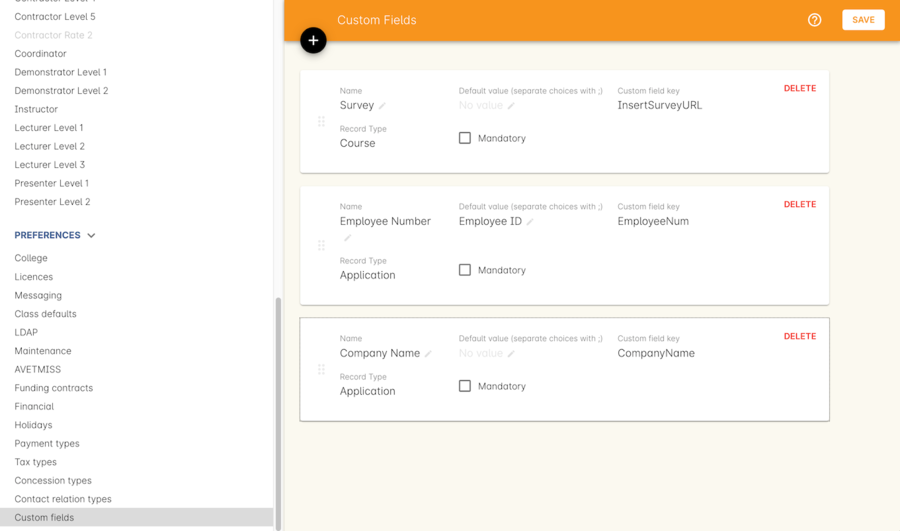 Contractor Level 5
Contractor Rate 2
Coordinator
Demonstrator Level 1
Demonstrator Level 2
Instructor
Lecturer Level 1
Lecturer Level 2
Lecturer Level 3
Presenter Level 1
Presenter Level 2
PREFERENCES
College
Licences
Messaging
Class defaults
LDAP
Maintenance
AVETMISS
Funding contracts
Financial
Holidays
Payment types
Tax types
Concession types
Contact relation types
Custom fields
Custom Fields
SAVE
Name Default value (separate choices with ;) Custom field key DELETE
Survey No value InsertSurveyURL
Record Type
Course Mandatory
Name Default value (separate choices with ;) Custom field key DELETE
Employee Number Employee ID EmployeeNum
Record Type
Application Mandatory
Name Default value (separate choices with ;) Custom field key DELETE
Company Name No value CompanyName
Record Type
Application Mandatory